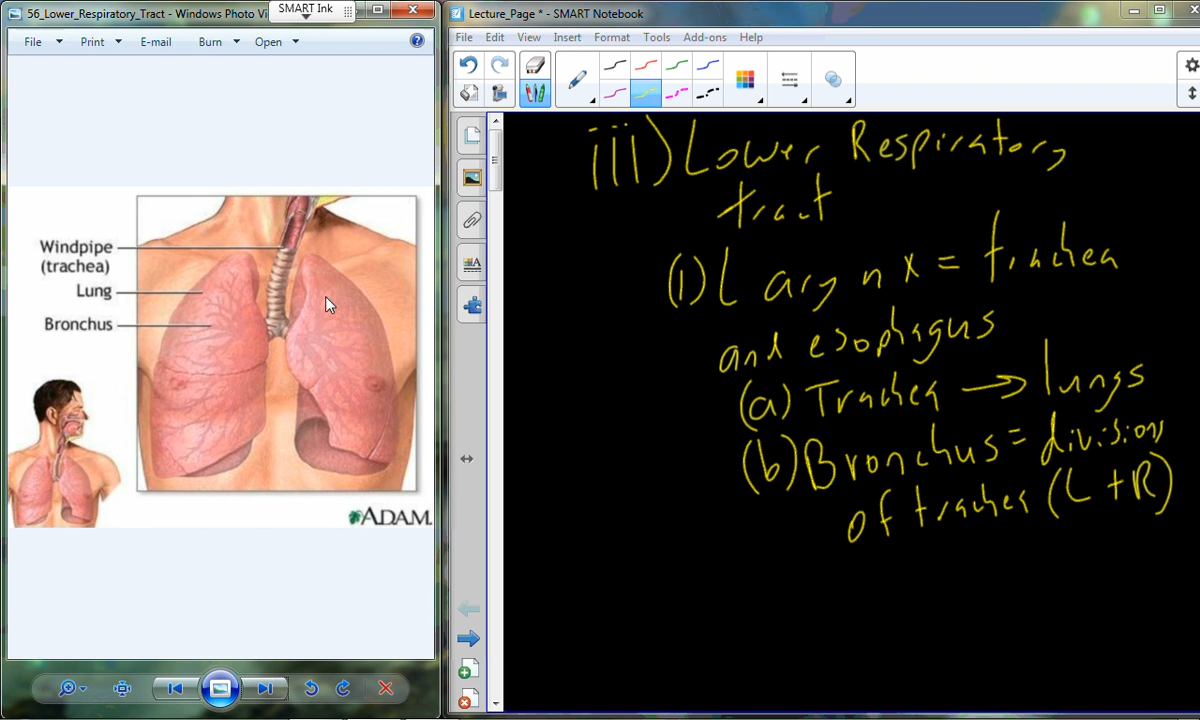 56_Lower_Respiratory_Tract - Windows Photo Vi
SMART Ink
File Print E-mail Burn Open
Windpipe
(trachea)
Lung
Bronchus
ADAM.
Lecture_Page * - SMART Notebook
File Edit View Insert Format Tools Add-ons Help
iii) Lower Respiratory
tract
(1) Larynx = trachea
and esophagus
(a) Trachea → lungs
(b) Bronchus = division
of trachea (L + R)